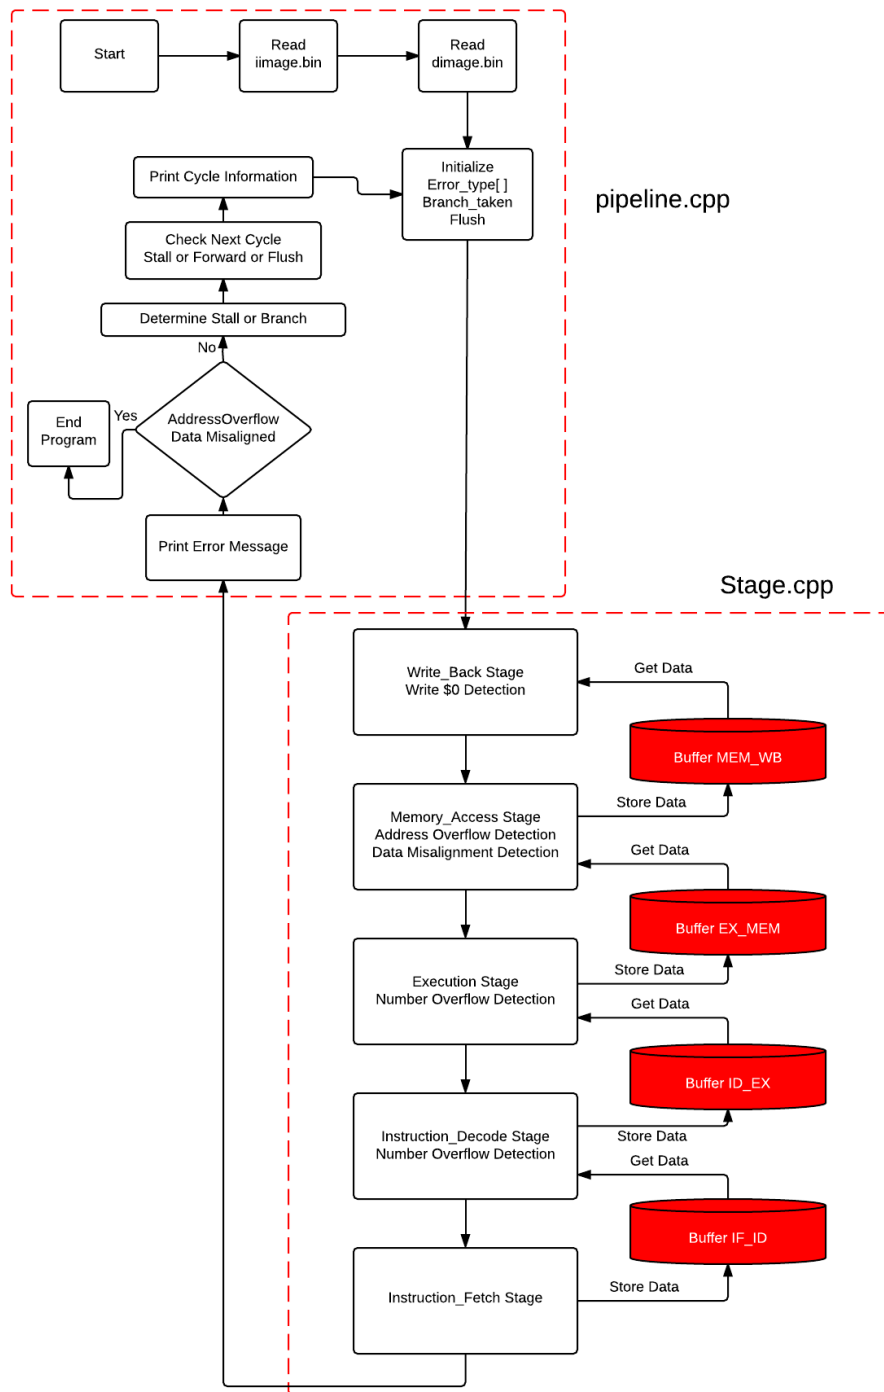 Start
Read
iimage.bin
Read
dimage.bin
Print Cycle Information
Initialize
Error_type[ ]
Branch_taken
Flush
pipeline.cpp
Check Next Cycle
Stall or Forward or Flush
Determine Stall or Branch
No
Yes
End
Program
AddressOverflow
Data Misaligned
Print Error Message
Stage.cpp
Write_Back Stage
Write $0 Detection
Get Data
Buffer MEM_WB
Store Data
Memory_Access Stage
Address Overflow Detection
Data Misalignment Detection
Get Data
Buffer EX_MEM
Store Data
Execution Stage
Number Overflow Detection
Get Data
Buffer ID_EX
Store Data
Instruction_Decode Stage
Number Overflow Detection
Get Data
Buffer IF_ID
Store Data
Instruction_Fetch Stage